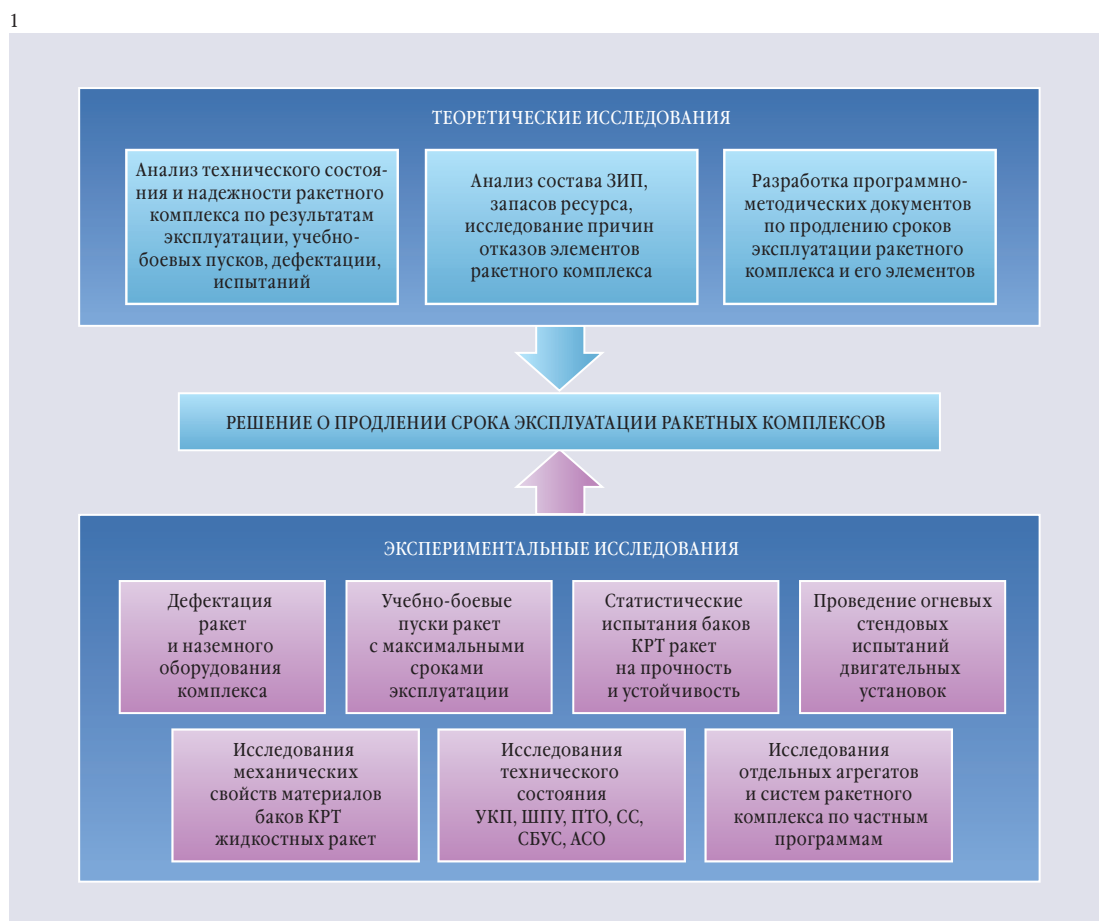 1
ТЕОРЕТИЧЕСКИЕ ИССЛЕДОВАНИЯ
Анализ технического состоя-
ния и надежности ракетного
комплекса по результатам
эксплуатации, учебно-
боевых пусков, дефектации,
испытаний
Анализ состава ЗИП,
запасов ресурса,
исследование причин
отказов элементов
ракетного комплекса
Разработка программно-
методических документов
по продлению сроков
эксплуатации ракетного
комплекса и его элементов
РЕШЕНИЕ О ПРОДЛЕНИИ СРОКА ЭКСПЛУАТАЦИИ РАКЕТНЫХ КОМПЛЕКСОВ
ЭКСПЕРИМЕНТАЛЬНЫЕ ИССЛЕДОВАНИЯ
Дефектация
ракет
и наземного
оборудования
комплекса
Учебно-боевые
пуски ракет
с максимальными
сроками
эксплуатации
Статистические
испытания баков
КРТ ракет
на прочность
и устойчивость
Проведение огневых
стендовых
испытаний
двигательных
установок
Исследования
механических
свойств материалов
баков КРТ
жидкостных ракет
Исследования
технического
состояния
УКП, ШПУ, ПТО, СС,
СБУС, АСО
Исследования
отдельных агрегатов
и систем ракетного
комплекса по частным
программам